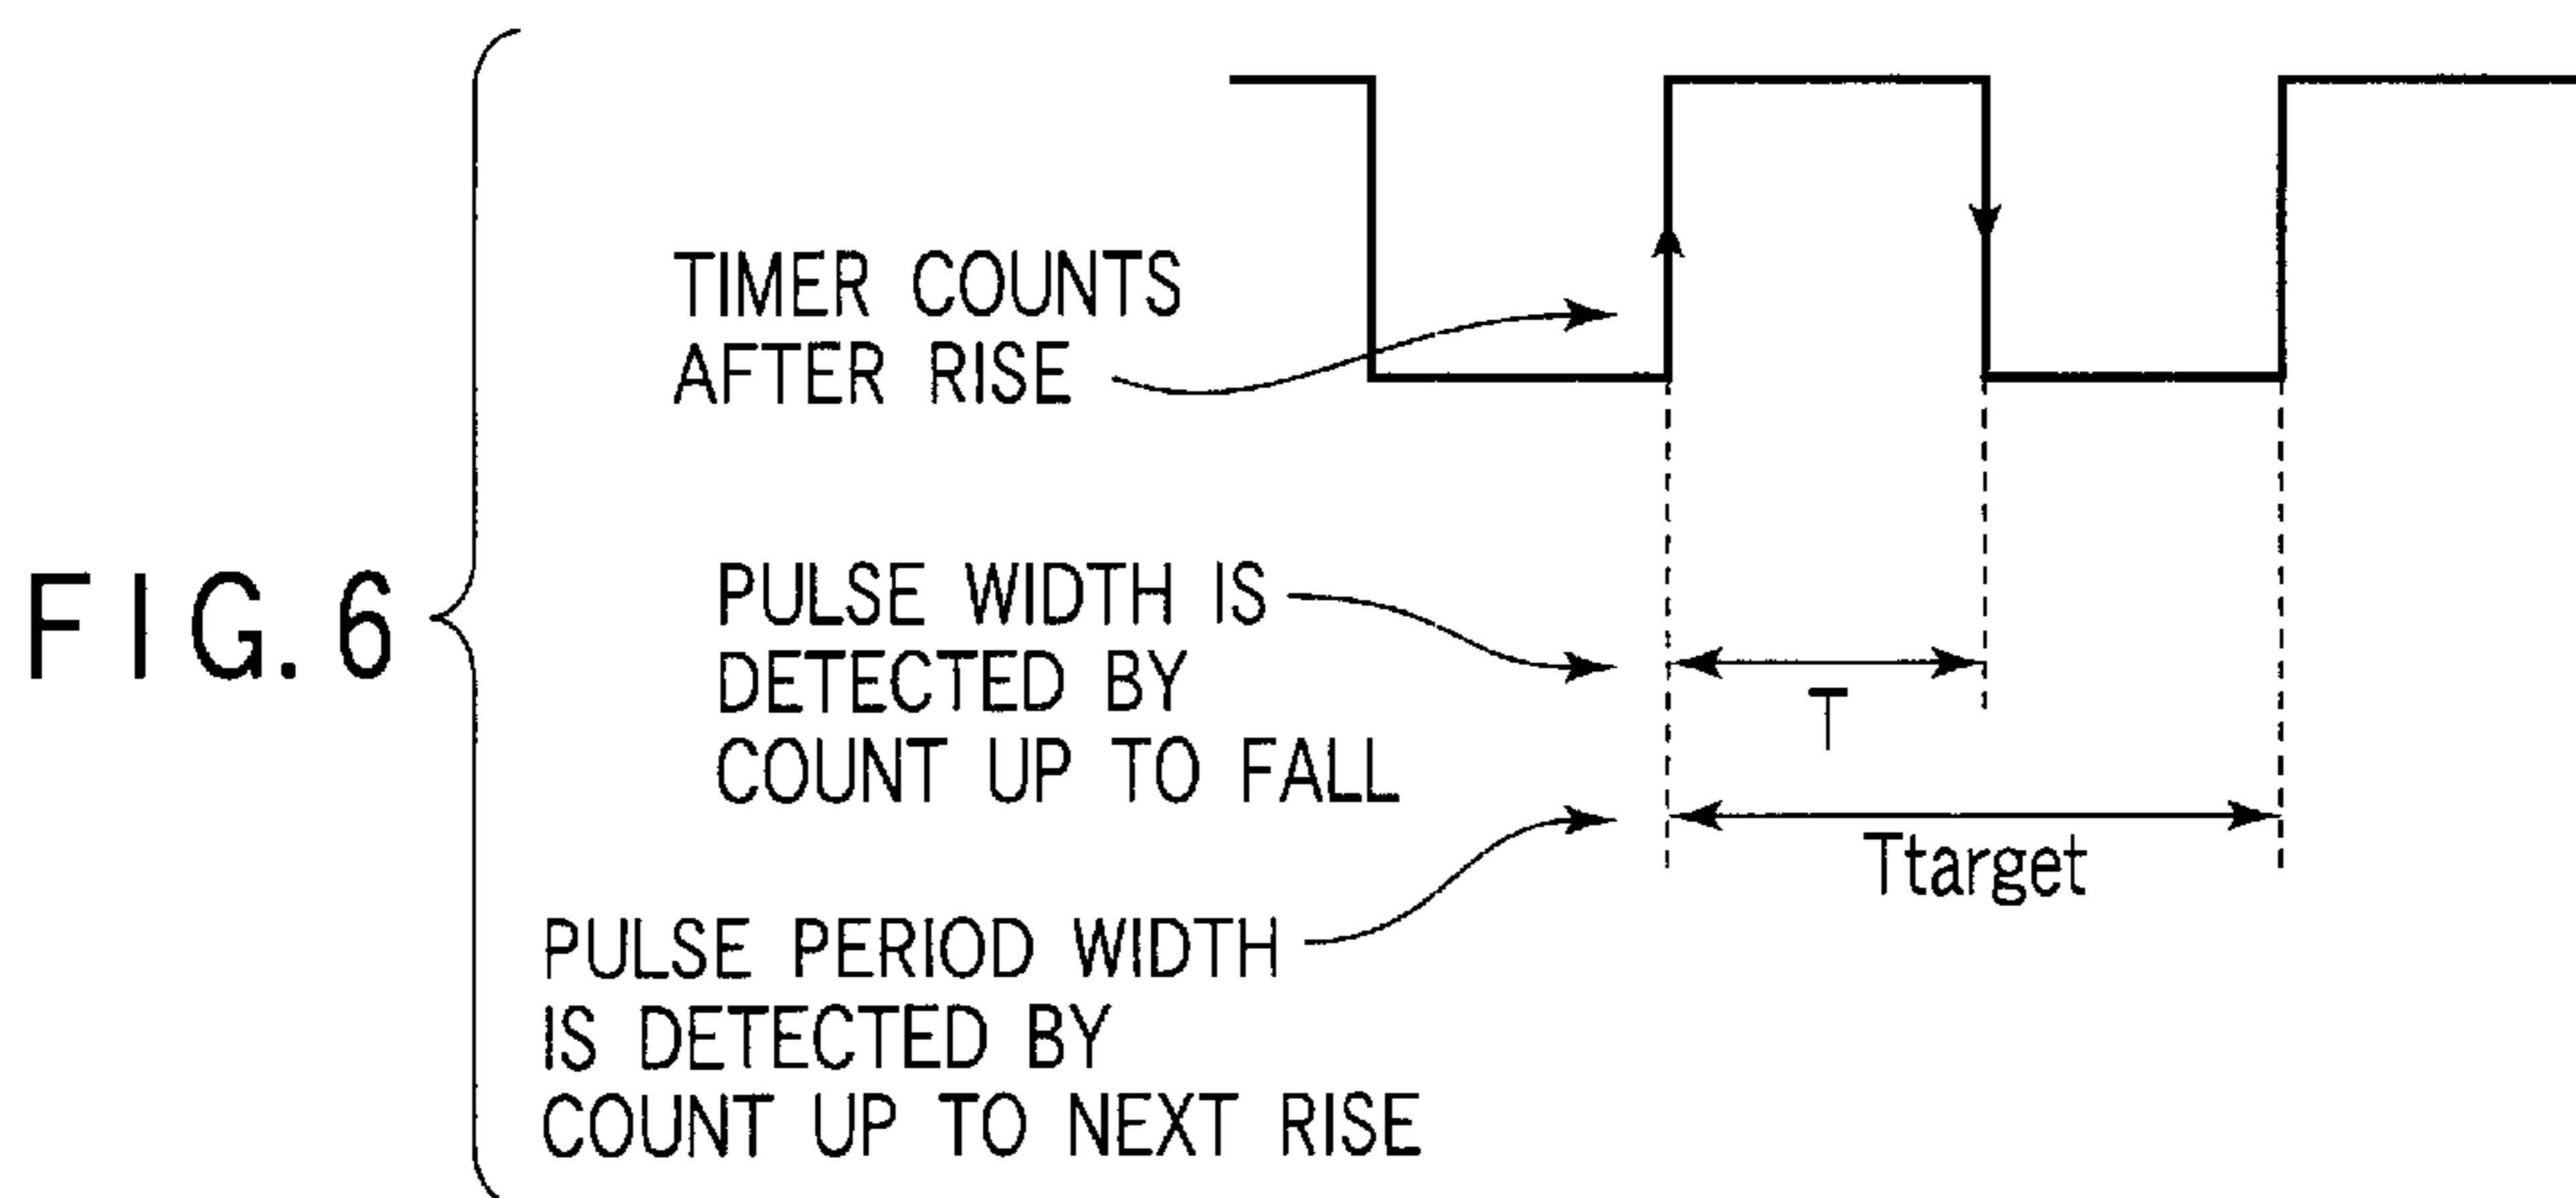 FIG. 6
TIMER COUNTS
AFTER RISE
PULSE WIDTH IS
DETECTED BY
COUNT UP TO FALL
T
Ttarget
PULSE PERIOD WIDTH
IS DETECTED BY
COUNT UP TO NEXT RISE